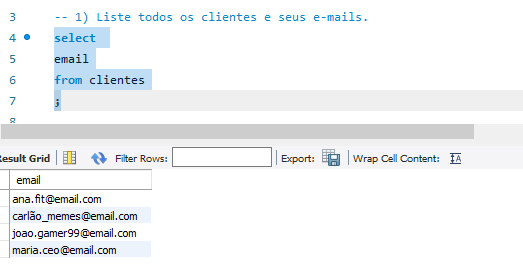 3 -- 1) Liste todos os clientes e seus e-mails.
4 select
5 email
6 from clientes
7 ;
8
Result Grid Filter Rows: Export: Wrap Cell Content:
email
ana.fit@email.com
carlão_memes@email.com
joao.gamer99@email.com
maria.ceo@email.com